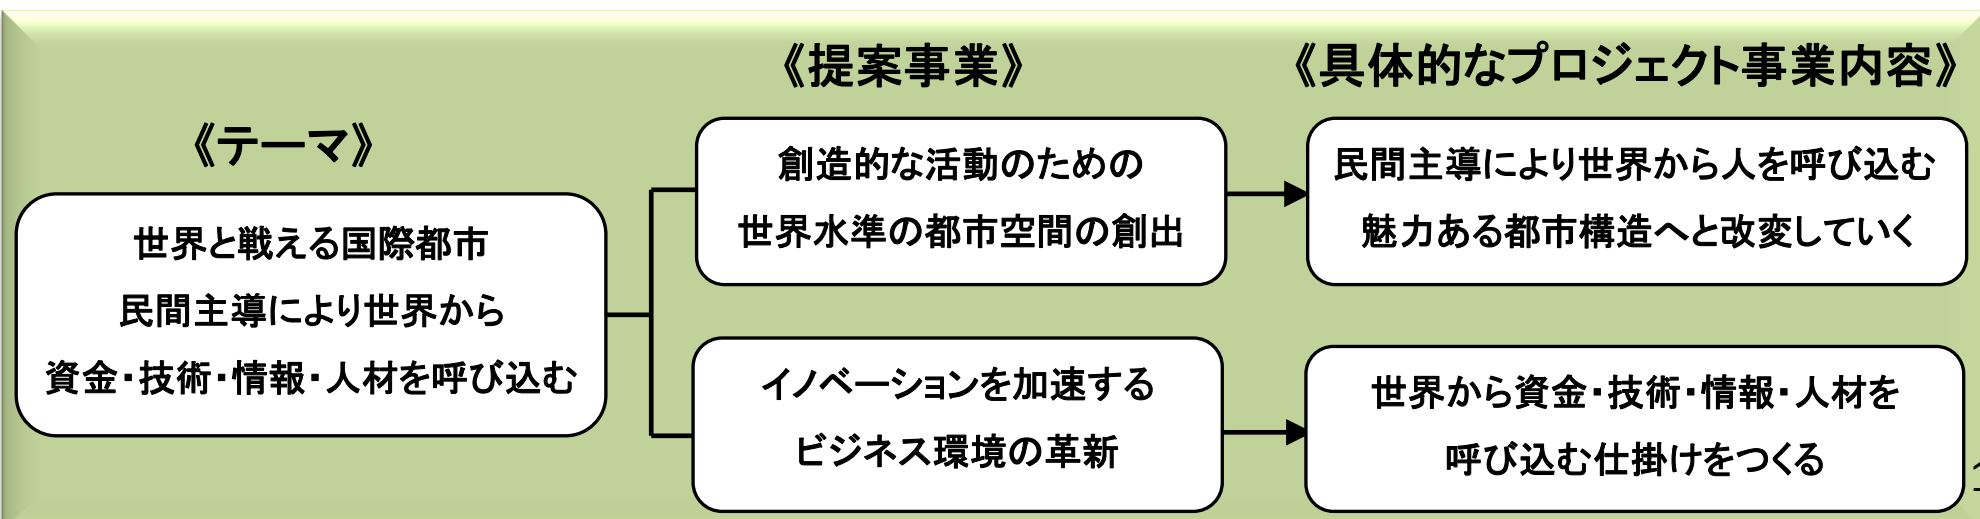 《テーマ》
世界と戦える国際都市
民間主導により世界から
資金・技術・情報・人材を呼び込む
《提案事業》
創造的な活動のための
世界水準の都市空間の創出
イノベーションを加速する
ビジネス環境の革新
《具体的なプロジェクト事業内容》
民間主導により世界から人を呼び込む
魅力ある都市構造へと改変していく
世界から資金・技術・情報・人材を
呼び込む仕掛けをつくる